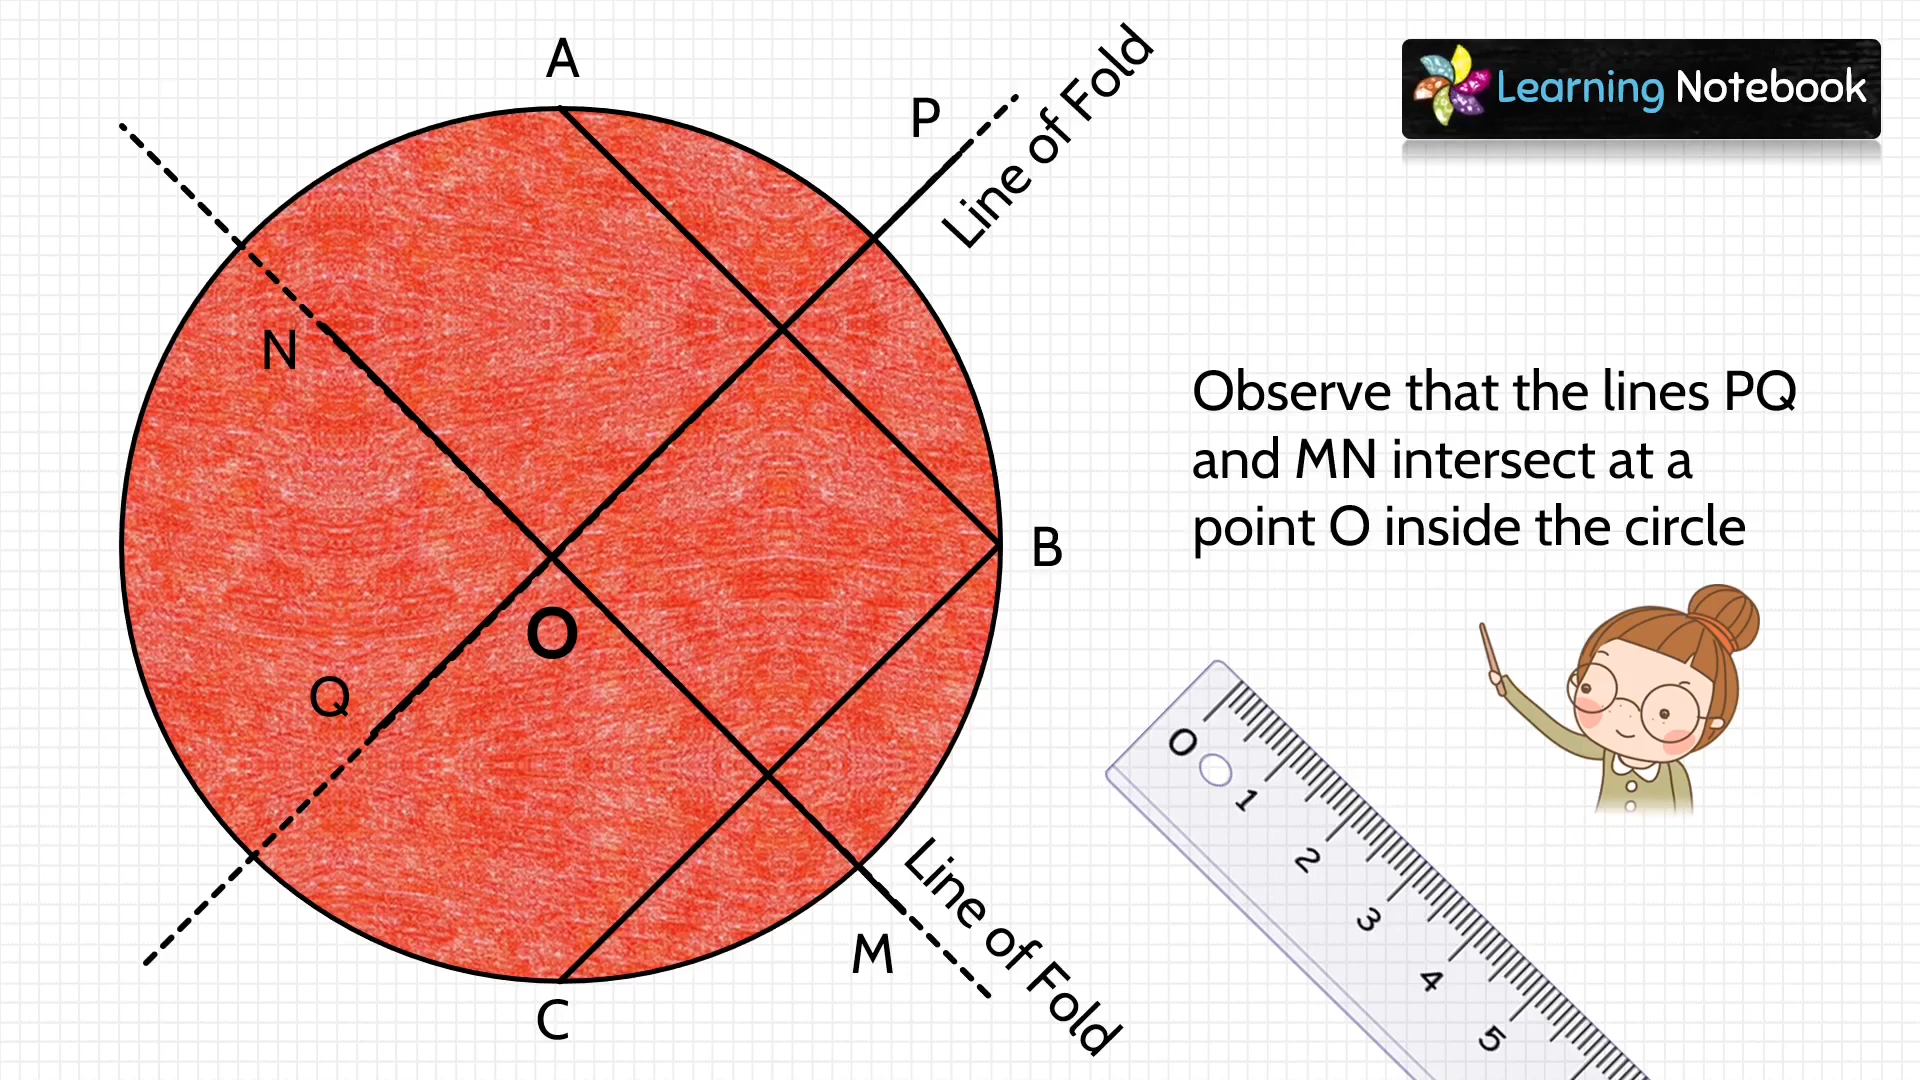 A
P
Line of Fold
Learning Notebook
N
Observe that the lines PQ
and MN intersect at a
point O inside the circle
B
O
Q
0
1
2
3
4
5
Line of Fold
M
C